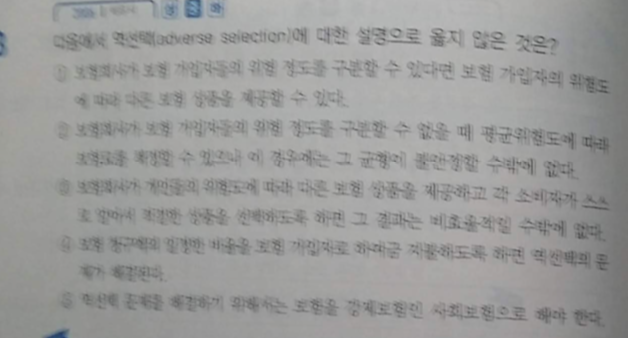 상 중 하
다음에서 역선택(adverse selection)에 대한 설명으로 옳지 않은 것은?
① 보험회사가 보험 가입자들의 위험 정도를 구분할 수 있다면 보험 가입자의 위험도
에 따라 다른 보험 상품을 제공할 수 있다.
② 보험회사가 보험 가입자들의 위험 정도를 구분할 수 없을 때 평균위험도에 따라
보험료를 책정할 수 있으나 이 경우에는 그 균형이 불안정할 수밖에 없다.
③ 보험회사가 개인들의 위험도에 따라 다른 보험 상품을 제공하고 각 소비자가 스스
로 알아서 적절한 상품을 선택하도록 하면 그 결과는 비효율적일 수밖에 없다.
④ 보험 청구액의 일정한 비율을 보험 가입자로 하여금 지불하도록 하면 역선택의 문
제가 해결된다.
⑤ 역선택 문제를 해결하기 위해서는 보험을 강제보험인 사회보험으로 해야 한다.